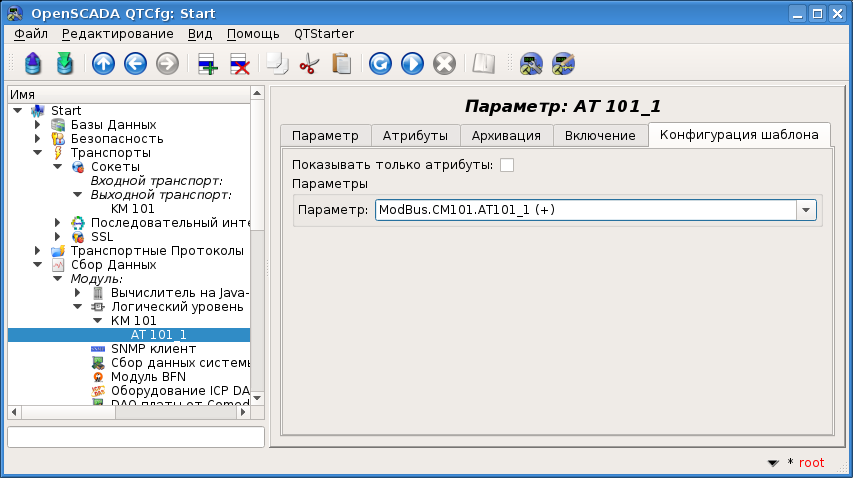 OpenSCADA QTCfg: Start
Файл Редактирование Вид Помощь QTStarter
Имя
Start
Базы Данных
Безопасность
Транспорты
Сокеты
Входной транспорт:
Выходной транспорт:
КМ 101
Последовательный инте
SSL
Транспортные Протоколы
Сбор Данных
Модуль:
Вычислитель на Java-
Логический уровень
КМ 101
AT 101_1
SNMP клиент
Сбор данных системы
Модуль BFN
Оборудование ICP DA
DAQ платы от Comed
Параметр: AT 101_1
Параметр Атрибуты Архивация Включение Конфигурация шаблона
Показывать только атрибуты:
Параметры
Параметр: ModBus.CM101.AT101_1 (+)
* root